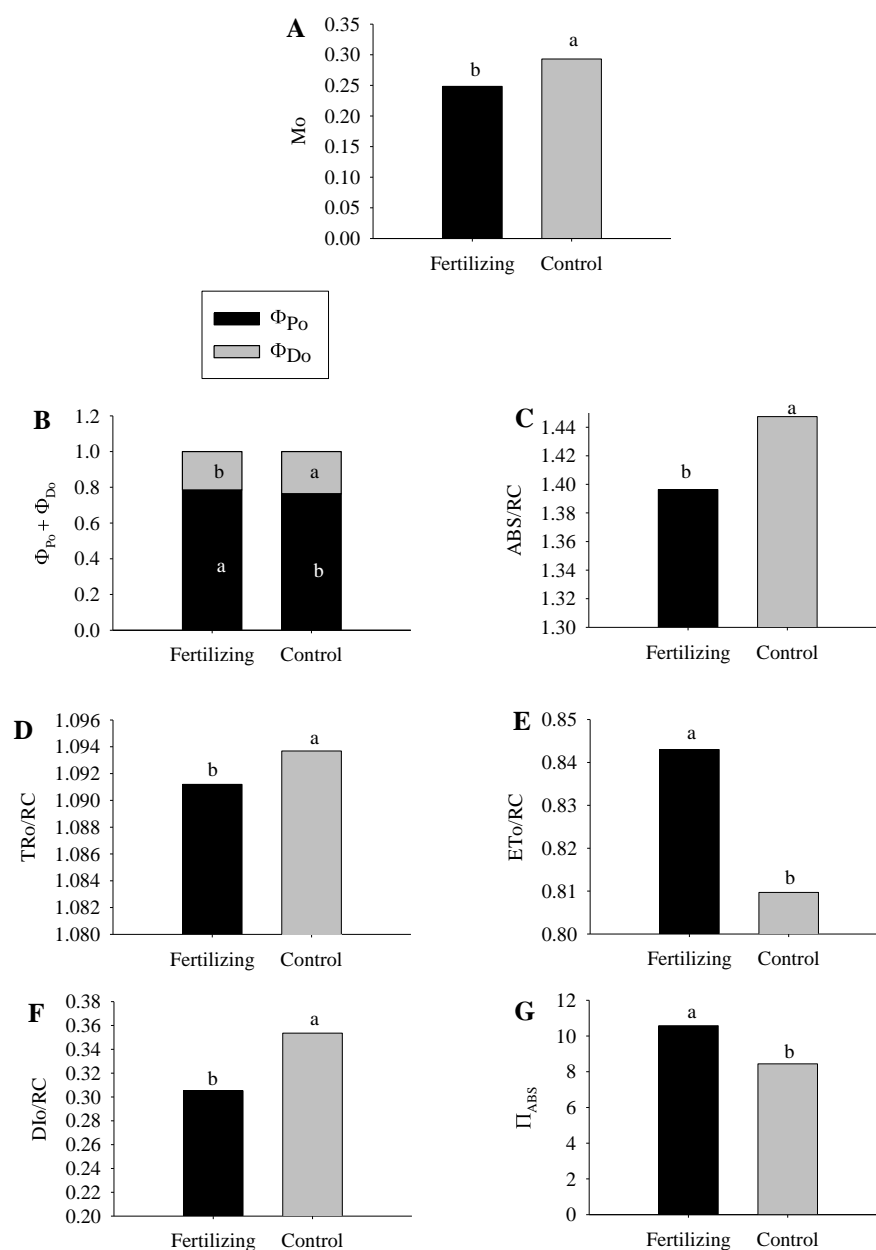 A
Mo
0.35
0.30
0.25
0.20
0.15
0.10
0.05
0.00
b
a
Fertilizing Control
ΦPo
ΦDo
B
ΦPo + ΦDo
1.2
1.0
0.8
0.6
0.4
0.2
0.0
b
a
a
b
Fertilizing Control
C
ABS/RC
1.44
1.42
1.40
1.38
1.36
1.34
1.32
1.30
b
a
Fertilizing Control
D
TRo/RC
1.096
1.094
1.092
1.090
1.088
1.086
1.084
1.082
1.080
b
a
Fertilizing Control
E
ETo/RC
0.85
0.84
0.83
0.82
0.81
0.80
a
b
Fertilizing Control
F
DIo/RC
0.38
0.36
0.34
0.32
0.30
0.28
0.26
0.24
0.22
0.20
b
a
Fertilizing Control
G
ΠABS
12
10
8
6
4
2
0
a
b
Fertilizing Control